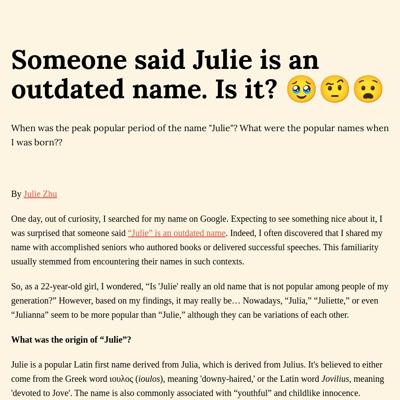 Someone said Julie is an
outdated name. Is it? 🥹🤨😧
When was the peak popular period of the name "Julie"? What were the popular names when
I was born??
By Julie Zhu
One day, out of curiosity, I searched for my name on Google. Expecting to see something nice about it, I
was surprised that someone said “Julie” is an outdated name. Indeed, I often discovered that I shared my
name with accomplished seniors who authored books or delivered successful speeches. This familiarity
usually stemmed from encountering their names in such contexts.
So, as a 22-year-old girl, I wondered, “Is 'Julie' really an old name that is not popular among people of my
generation?” However, based on my findings, it may really be… Nowadays, “Julia,” “Juliette,” or even
“Julianna” seem to be more popular than “Julie,” although they can be variations of each other.
What was the origin of “Julie”?
Julie is a popular Latin first name derived from Julia, which is derived from Julius. It's believed to either
come from the Greek word ιουλος (ioulos), meaning 'downy-haired,' or the Latin word Jovilius, meaning
'devoted to Jove'. The name is also commonly associated with “youthful” and childlike innocence.